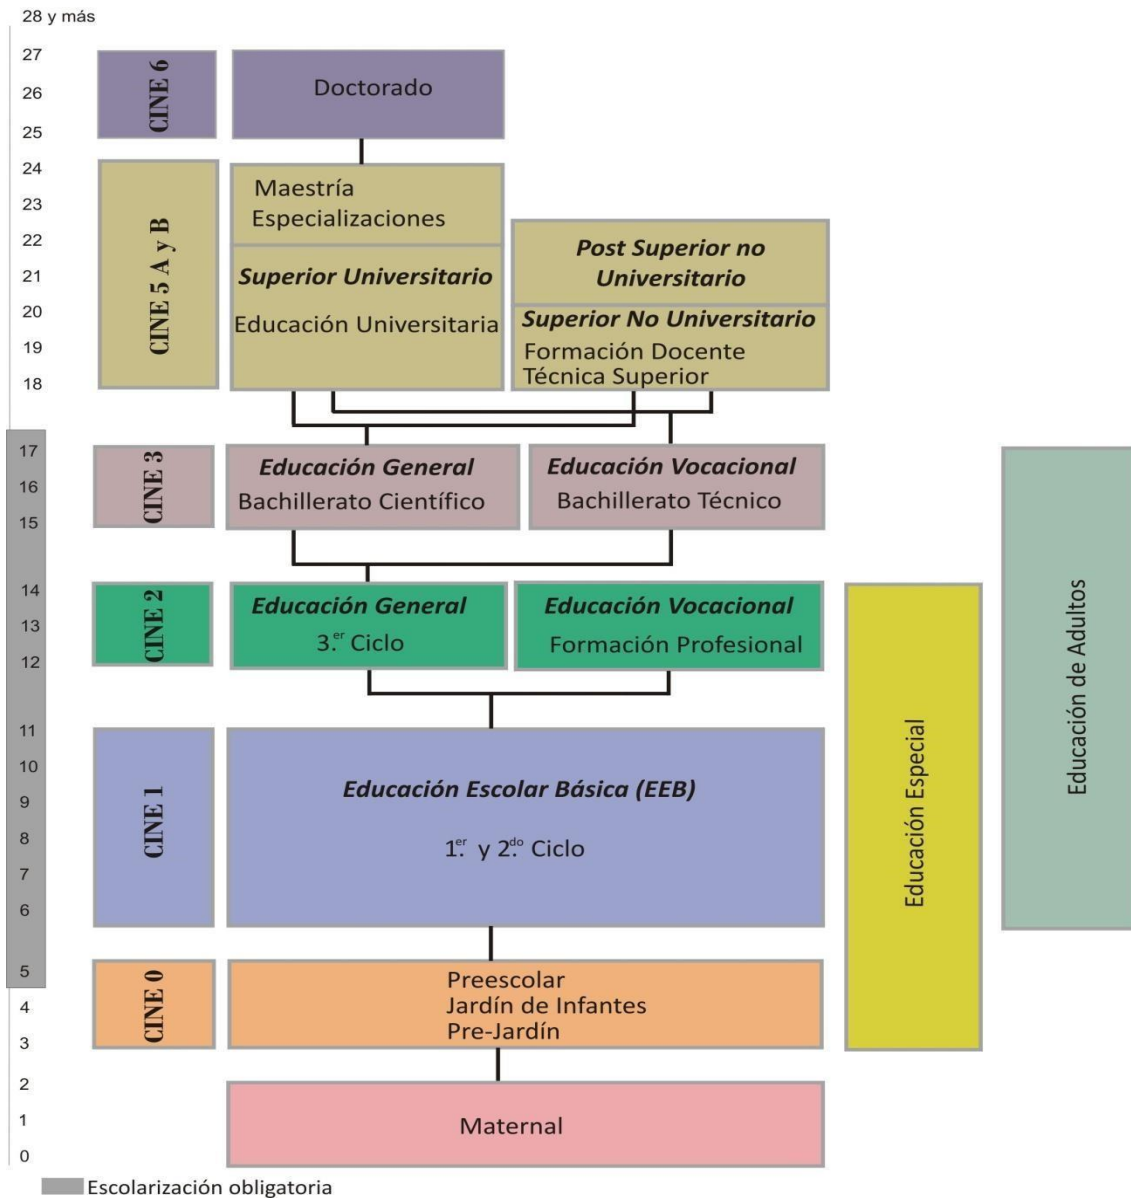 28 y más
27
26
25
24
23
22
21
20
19
18
17
16
15
14
13
12
11
10
9
8
7
6
5
4
3
2
1
0
CINE 6
Doctorado
CINE 5 A y B
Maestría
Especializaciones
Superior Universitario
Educación Universitaria
Post Superior no
Universitario
Superior No Universitario
Formación Docente
Técnica Superior
CINE 3
Educación General
Bachillerato Científico
Educación Vocacional
Bachillerato Técnico
CINE 2
Educación General
3.er Ciclo
Educación Vocacional
Formación Profesional
CINE 1
Educación Escolar Básica (EEB)
1.er y 2.do Ciclo
CINE 0
Preescolar
Jardín de Infantes
Pre-Jardín
Maternal
Educación Especial
Educación de Adultos
Escolarización obligatoria